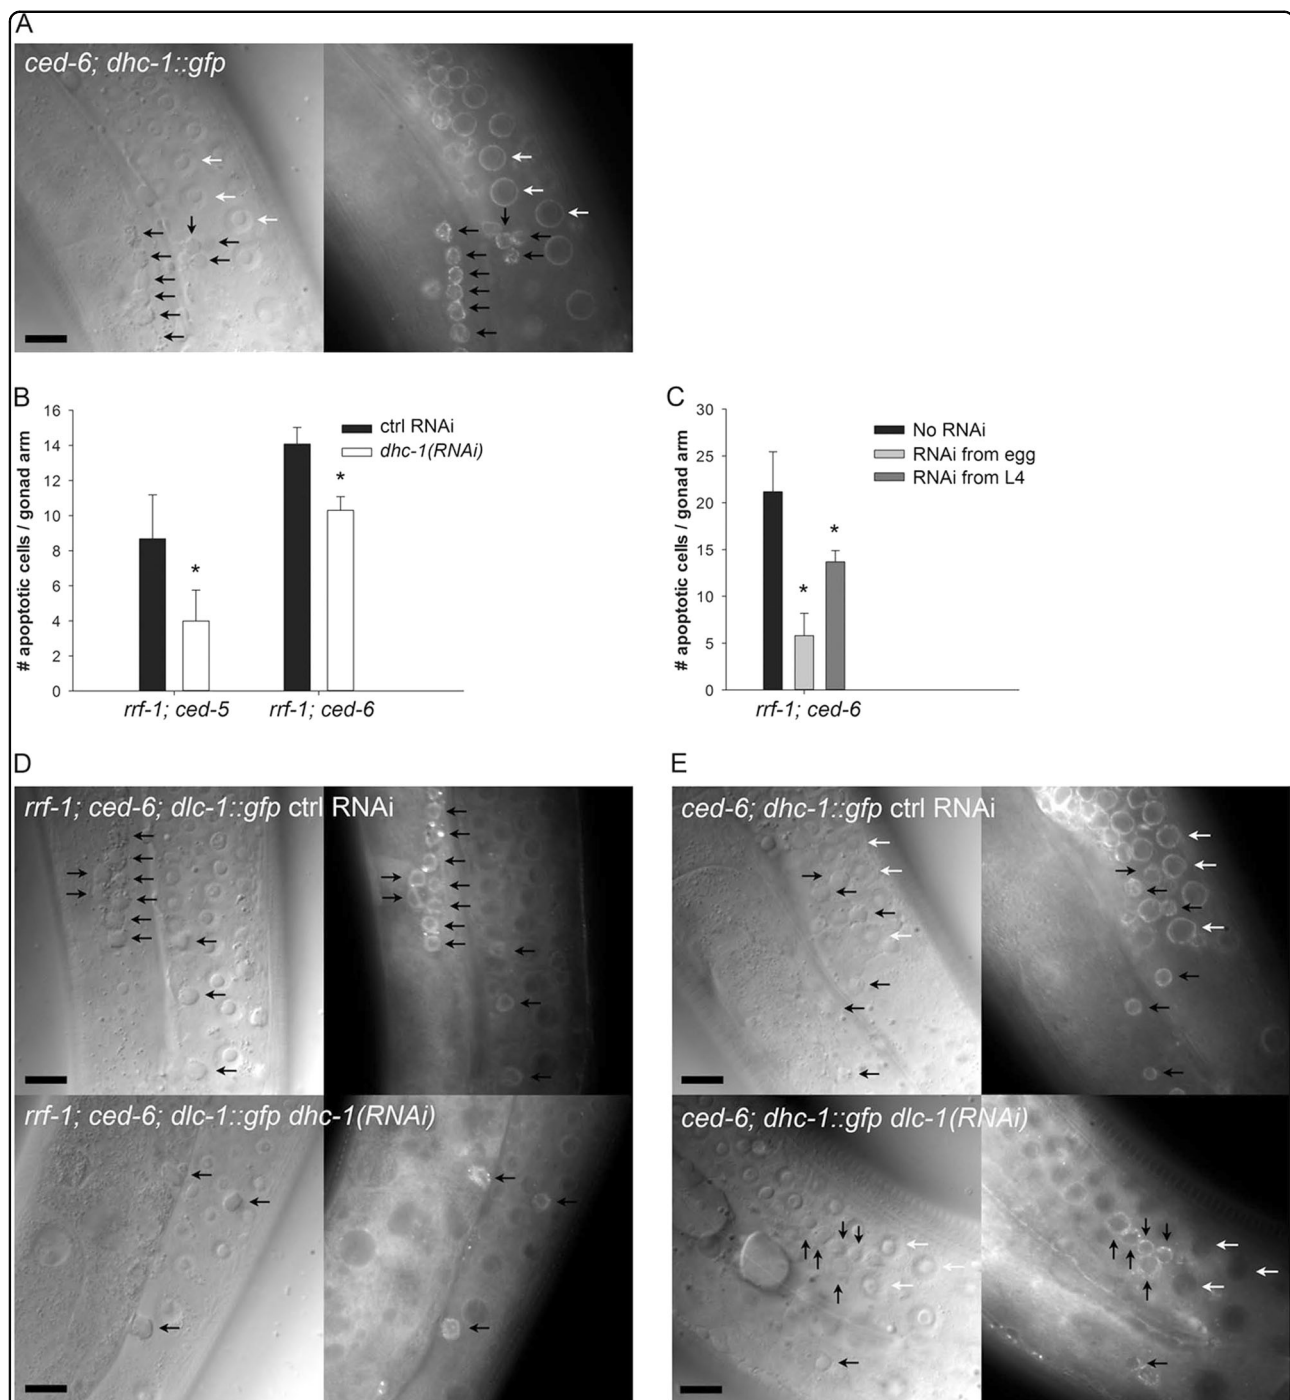 A
ced-6; dhc-1::gfp
B
16
14
12
10
8
6
4
2
0
# apoptotic cells / gonad arm
ctrl RNAi
dhc-1(RNAi)
*
*
rrf-1; ced-5
rrf-1; ced-6
C
30
25
20
15
10
5
0
# apoptotic cells / gonad arm
No RNAi
RNAi from egg
RNAi from L4
*
*
rrf-1; ced-6
D
rrf-1; ced-6; dlc-1::gfp ctrl RNAi
rrf-1; ced-6; dlc-1::gfp dhc-1(RNAi)
E
ced-6; dhc-1::gfp ctrl RNAi
ced-6; dhc-1::gfp dlc-1(RNAi)